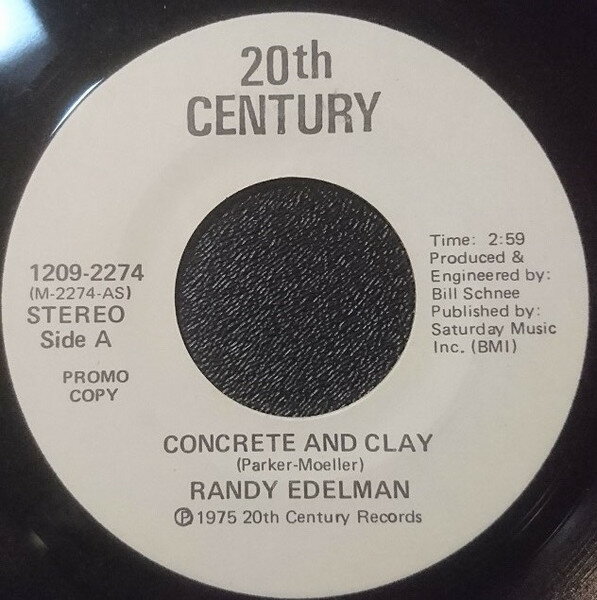 20th
CENTURY
1209-2274
(M-2274-AS)
STEREO
Side A
PROMO
COPY
Time: 2:59
Produced &
Engineered by:
Bill Schnee
Published by:
Saturday Music
Inc. (BMI)
CONCRETE AND CLAY
(Parker-Moeller)
RANDY EDELMAN
℗ 1975 20th Century Records